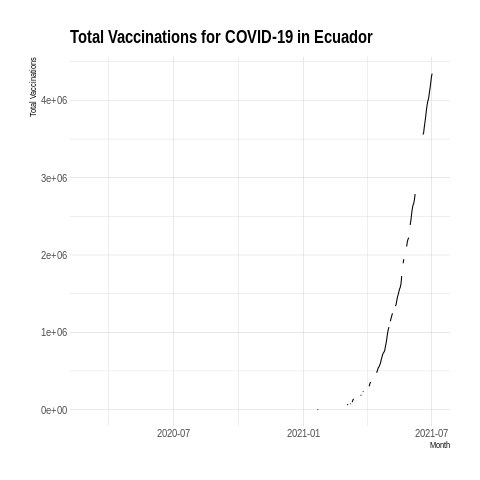 Total Vaccinations for COVID-19 in Ecuador
Total Vaccinations
4e+06
3e+06
2e+06
1e+06
0e+00
2020-07 2021-01 2021-07
Month